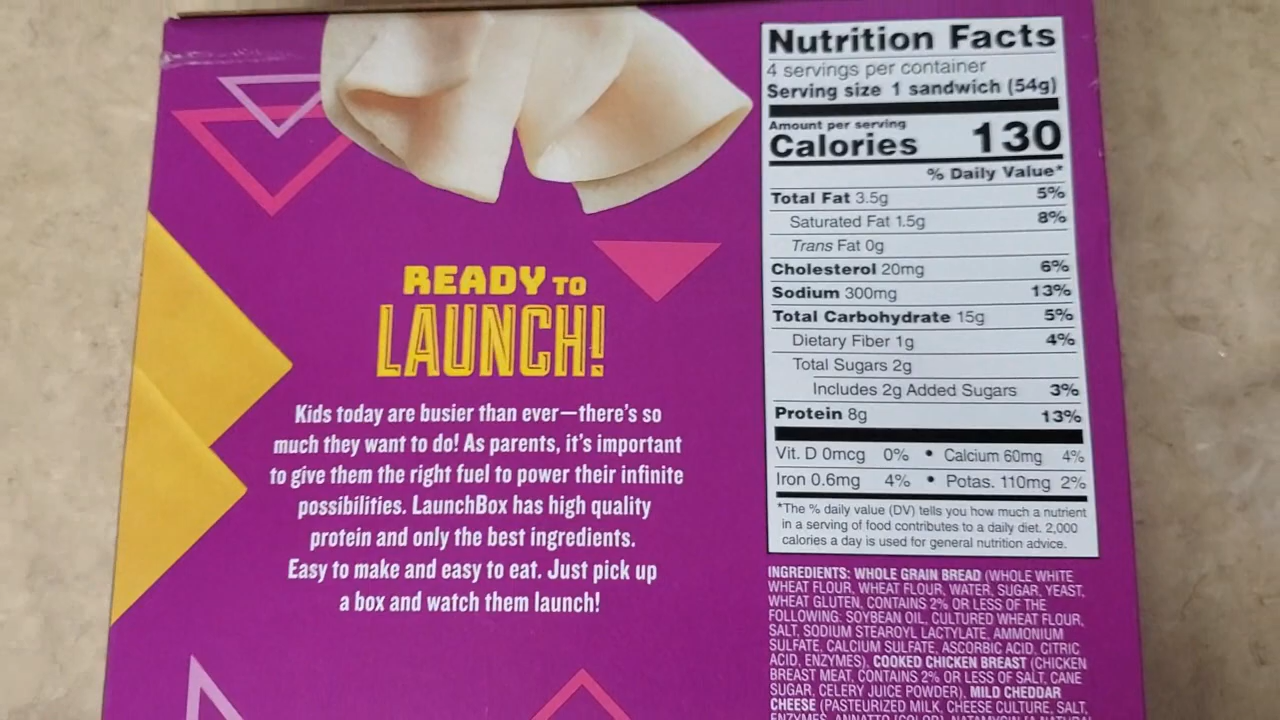 READY TO
LAUNCH!
Kids today are busier than ever—there's so
much they want to do! As parents, it's important
to give them the right fuel to power their infinite
possibilities. LaunchBox has high quality
protein and only the best ingredients.
Easy to make and easy to eat. Just pick up
a box and watch them launch!
Nutrition Facts
4 servings per container
Serving size 1 sandwich (54g)
Amount per serving
Calories 130
% Daily Value*
Total Fat 3.5g 5%
Saturated Fat 1.5g 8%
Trans Fat 0g
Cholesterol 20mg 6%
Sodium 300mg 13%
Total Carbohydrate 15g 5%
Dietary Fiber 1g 4%
Total Sugars 2g
Includes 2g Added Sugars 3%
Protein 8g 13%
Vit. D 0mcg 0% • Calcium 60mg 4%
Iron 0.6mg 4% • Potas. 110mg 2%
*The % daily value (DV) tells you how much a nutrient
in a serving of food contributes to a daily diet. 2,000
calories a day is used for general nutrition advice.
INGREDIENTS: WHOLE GRAIN BREAD (WHOLE WHITE
WHEAT FLOUR, WHEAT FLOUR, WATER, SUGAR, YEAST,
WHEAT GLUTEN, CONTAINS 2% OR LESS OF THE
FOLLOWING: SOYBEAN OIL, CULTURED WHEAT FLOUR,
SALT, SODIUM STEAROYL LACTYLATE, AMMONIUM
SULFATE, CALCIUM SULFATE, ASCORBIC ACID, CITRIC
ACID, ENZYMES), COOKED CHICKEN BREAST (CHICKEN
BREAST MEAT, CONTAINS 2% OR LESS OF SALT, CANE
SUGAR, CELERY JUICE POWDER), MILD CHEDDAR
CHEESE (PASTEURIZED MILK, CHEESE CULTURE, SALT,
ENZYMES, ANNATTO [COLOR], NATAMYCIN [A NATURAL